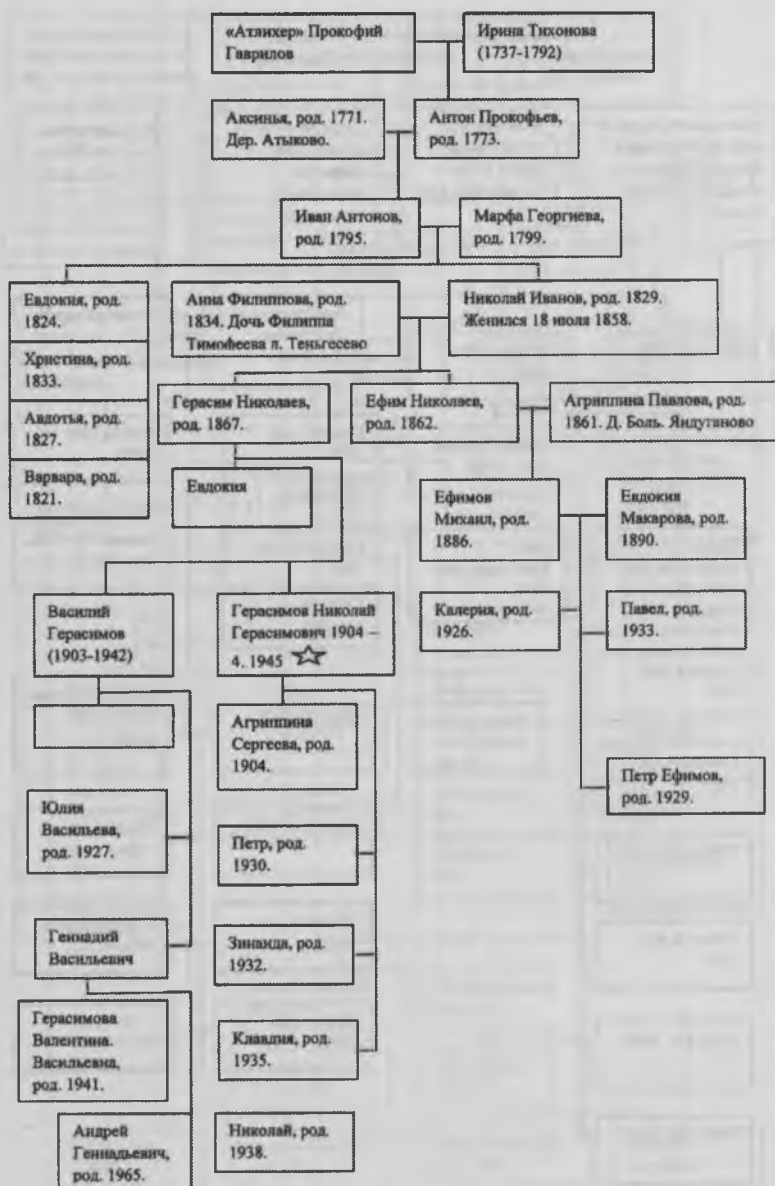 «Атлихер» Прокофий
Гаврилов
Ирина Тихонова
(1737-1792)
Аксинья, род. 1771.
Дер. Атыково.
Антон Прокофьев,
род. 1773.
Иван Антонов,
род. 1795.
Марфа Георгиева,
род. 1799.
Евдокия, род.
1824.
Христина, род.
1833.
Авдотья, род.
1827.
Варвара, род.
1821.
Анна Филиппова, род.
1834. Дочь Филиппа
Тимофеева д. Теньгесево
Николай Иванов, род. 1829.
Женился 18 июля 1858.
Герасим Николаев,
род. 1867.
Ефим Николаев,
род. 1862.
Агриппина Павлова, род.
1861. Д. Боль. Яндуганово
Евдокия
Ефимов
Михаил, род.
1886.
Евдокия
Макарова, род.
1890.
Василий
Герасимов
(1903-1942)
Герасимов Николай
Герасимович 1904 –
4. 1945
Калерия, род.
1926.
Павел, род.
1933.
Агриппина
Сергеева, род.
1904.
Петр Ефимов,
род. 1929.
Юлия
Васильева,
род. 1927.
Петр, род.
1930.
Геннадий
Васильевич
Зинаида, род.
1932.
Герасимова
Валентина.
Васильевна,
род. 1941.
Клавдия, род.
1935.
Андрей
Геннадьевич,
род. 1965.
Николай, род.
1938.